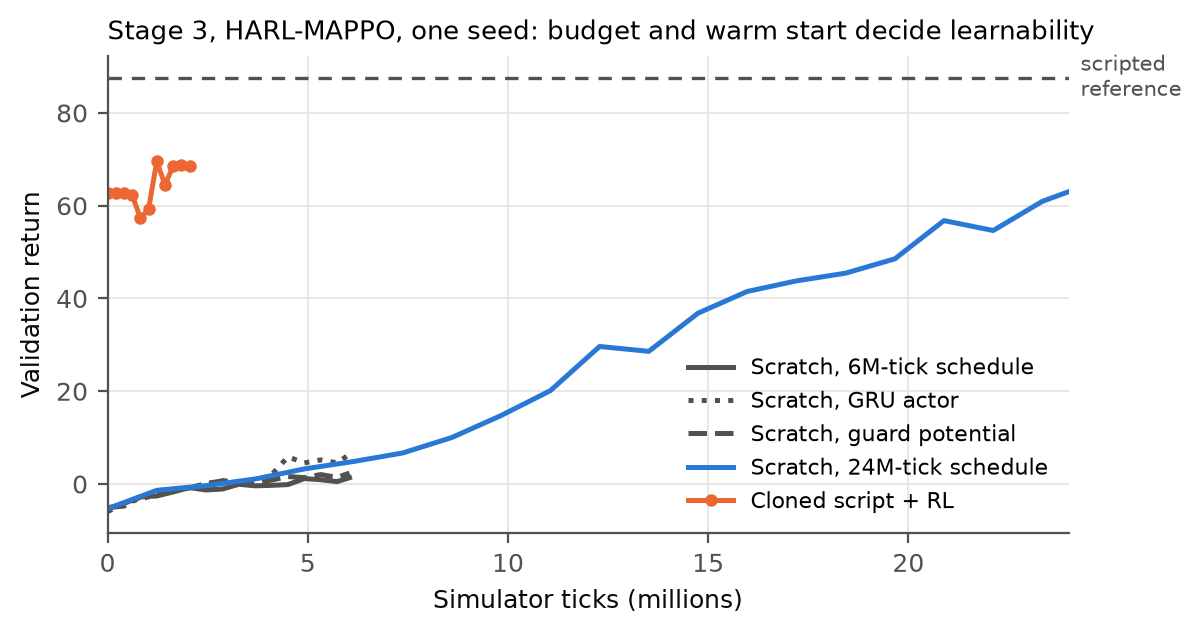 Stage 3, HARL-MAPPO, one seed: budget and warm start decide learnability
scripted
reference
80
60
40
20
0
Validation return
Scratch, 6M-tick schedule
Scratch, GRU actor
Scratch, guard potential
Scratch, 24M-tick schedule
Cloned script + RL
0
5
10
15
20
Simulator ticks (millions)